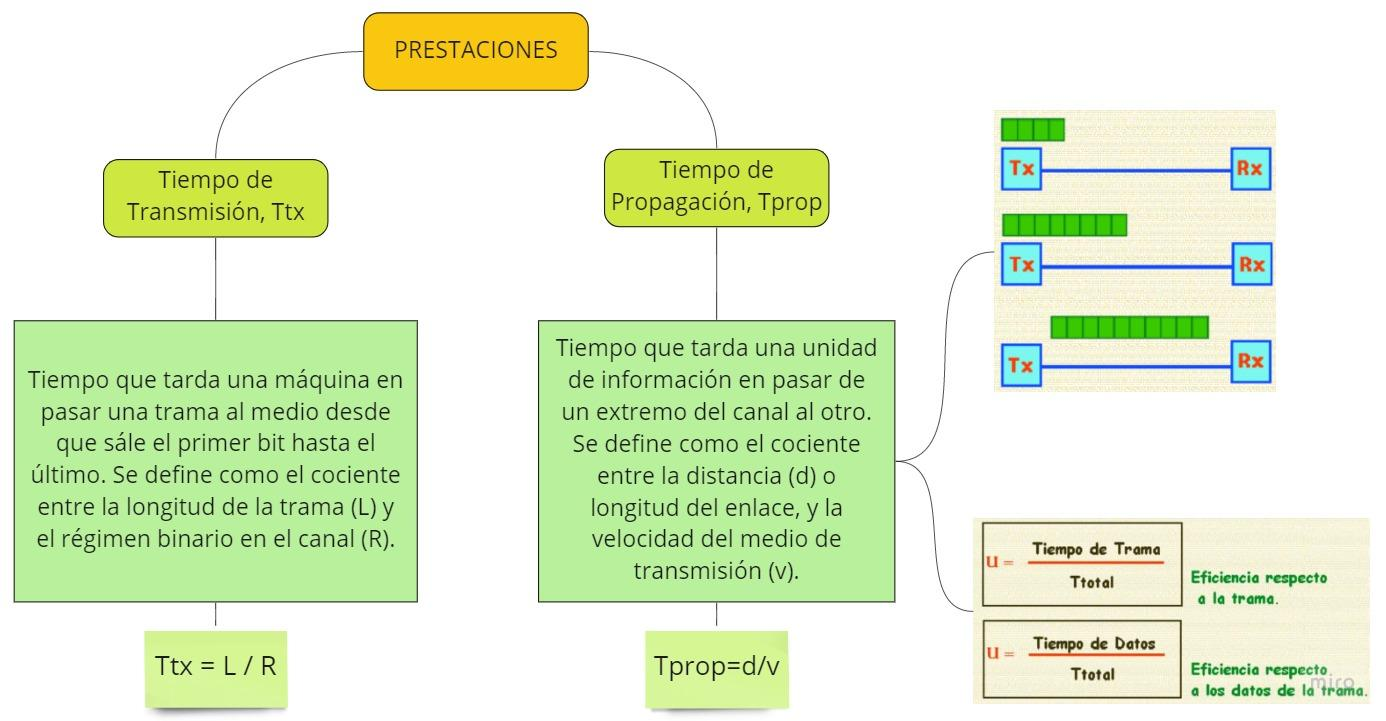 PRESTACIONES
Tiempo de
Transmisión, Ttx
Tiempo que tarda una máquina en
pasar una trama al medio desde
que sále el primer bit hasta el
último. Se define como el cociente
entre la longitud de la trama (L) y
el régimen binario en el canal (R).
Ttx = L / R
Tiempo de
Propagación, Tprop
Tiempo que tarda una unidad
de información en pasar de
un extremo del canal al otro.
Se define como el cociente
entre la distancia (d) o
longitud del enlace, y la
velocidad del medio de
transmisión (v).
Tprop=d/v
Tx Rx
Tx Rx
Tx Rx
u = Tiempo de Trama
Ttotal
Eficiencia respecto
a la trama.
u = Tiempo de Datos
Ttotal
Eficiencia respecto
a los datos de la trama.
miro